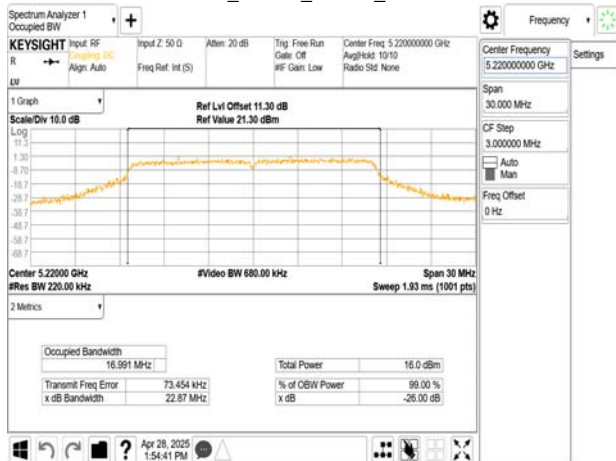 Spectrum Analyzer 1
Occupied BW
+
Frequency
KEYSIGHT
R
Input: RF
Coupling: DC
Align: Auto
Input Z: 50 Ω
Freq Ref: Int (S)
Atten: 20 dB
Trig: Free Run
Gate: Off
#IF Gain: Low
Center Freq: 5.220000000 GHz
Avg|Hold: 10/10
Radio Std: None
1 Graph
Scale/Div 10.0 dB
Ref Lvl Offset 11.30 dB
Ref Value 21.30 dBm
Log
11.3
1.30
-8.70
-18.7
-28.7
-38.7
-48.7
-58.7
-68.7
Center 5.22000 GHz
#Res BW 220.00 kHz
#Video BW 680.00 kHz
Span 30 MHz
Sweep 1.93 ms (1001 pts)
2 Metrics
Occupied Bandwidth
16.991 MHz
Total Power 16.0 dBm
Transmit Freq Error 73.454 kHz
% of OBW Power 99.00 %
x dB Bandwidth 22.87 MHz
x dB -26.00 dB
Center Frequency
5.220000000 GHz
Settings
Span
30.000 MHz
CF Step
3.000000 MHz
Auto
Man
Freq Offset
0 Hz
?
Apr 28, 2025
1:54:41 PM